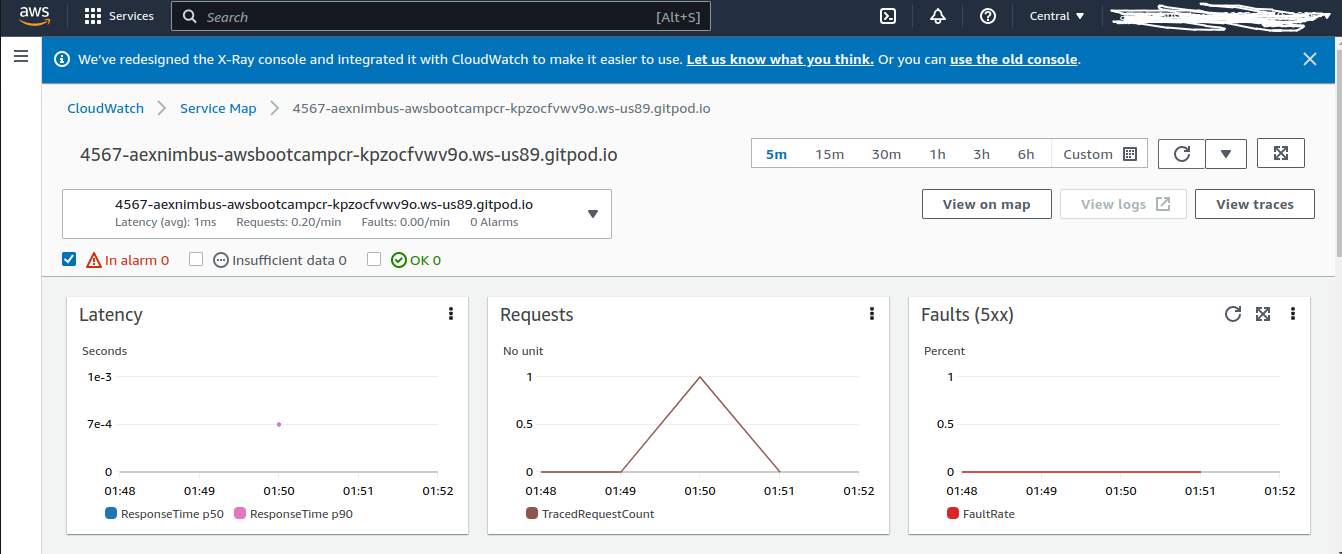 aws Services Search [Alt+S] Central
We've redesigned the X-Ray console and integrated it with CloudWatch to make it easier to use. Let us know what you think. Or you can use the old console.
CloudWatch Service Map 4567-aexnimbus-awsbootcampcr-kpzocfvwv9o.ws-us89.gitpod.io
4567-aexnimbus-awsbootcampcr-kpzocfvwv9o.ws-us89.gitpod.io
5m 15m 30m 1h 3h 6h Custom
4567-aexnimbus-awsbootcampcr-kpzocfvwv9o.ws-us89.gitpod.io
Latency (avg): 1ms Requests: 0.20/min Faults: 0.00/min 0 Alarms
View on map View logs View traces
In alarm 0 Insufficient data 0 OK 0
Latency
Seconds
1e-3
7e-4
0
01:48 01:49 01:50 01:51 01:52
ResponseTime p50 ResponseTime p90
Requests
No unit
1
0.5
0
01:48 01:49 01:50 01:51 01:52
TracedRequestCount
Faults (5xx)
Percent
1
0.5
0
01:48 01:49 01:50 01:51 01:52
FaultRate